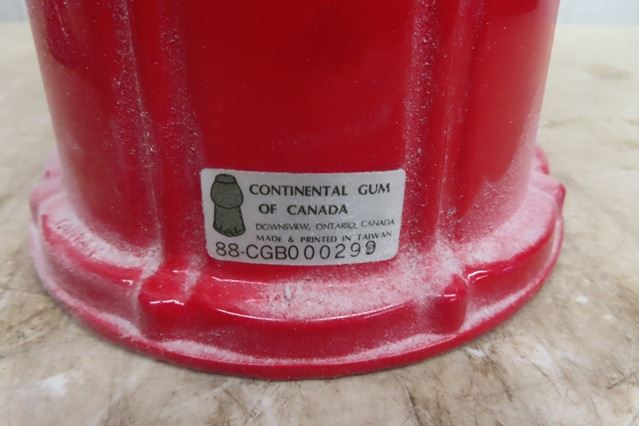 CONTINENTAL GUM
OF CANADA
DOWNSVIEW, ONTARIO, CANADA
MADE & PRINTED IN TAIWAN
88-CGB000299